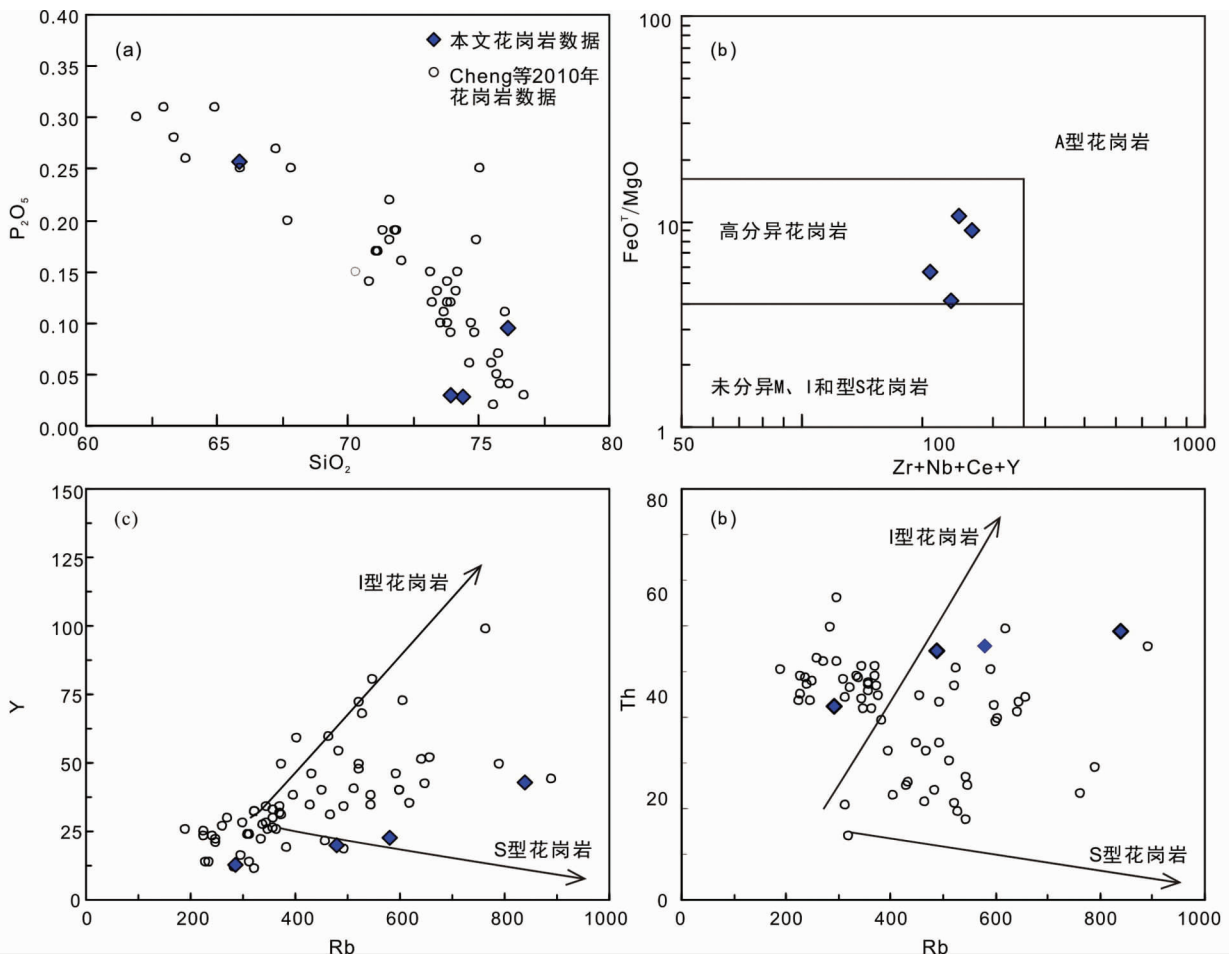 0.40
0.35
0.30
0.25
0.20
0.15
0.10
0.05
0.00
P₂O₅
(a)
本文花岗岩数据
Cheng等2010年
花岗岩数据
60
65
70
75
80
SiO₂
100
10
1
FeOᵀ/MgO
(b)
A型花岗岩
高分异花岗岩
未分异M、I和型S花岗岩
50
100
1000
Zr+Nb+Ce+Y
150
125
100
75
50
25
0
Y
(c)
I型花岗岩
S型花岗岩
0
200
400
600
800
1000
Rb
80
60
40
20
0
Th
(b)
I型花岗岩
S型花岗岩
0
200
400
600
800
1000
Rb